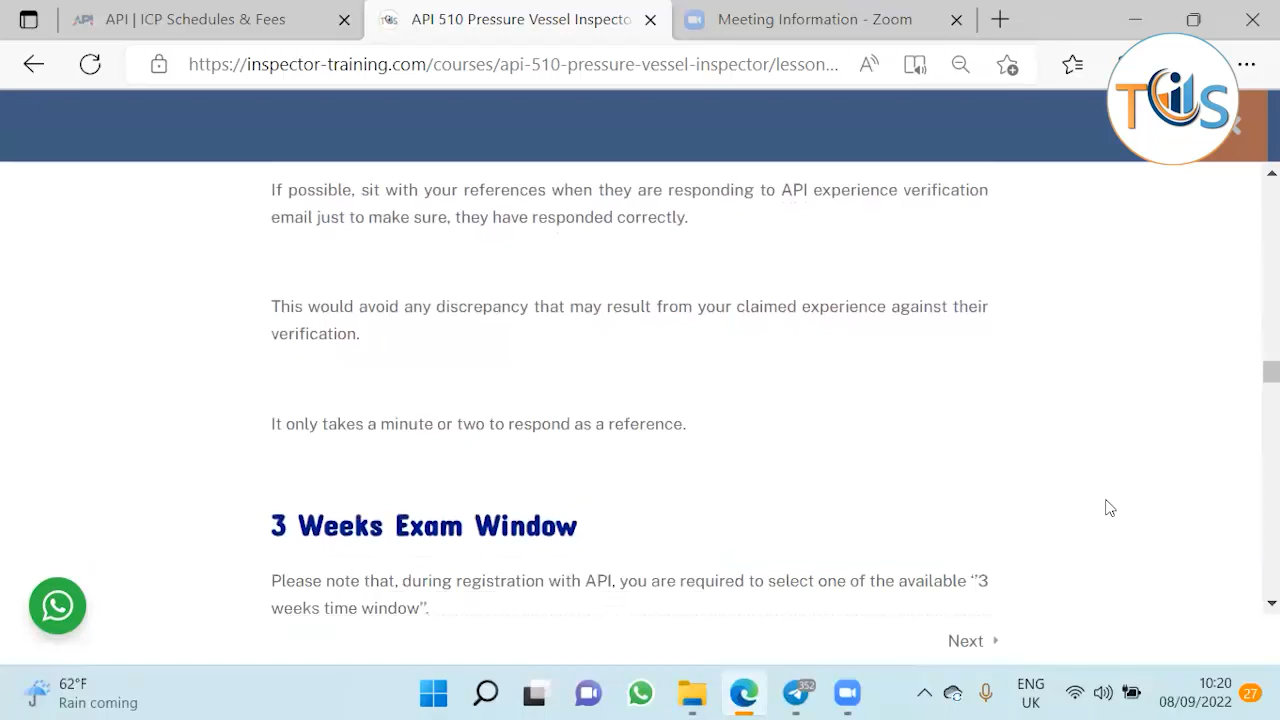 API | ICP Schedules & Fees
API 510 Pressure Vessel Inspecto
Meeting Information - Zoom
https://inspector-training.com/courses/api-510-pressure-vessel-inspector/lesson...
TIS
If possible, sit with your references when they are responding to API experience verification
email just to make sure, they have responded correctly.
This would avoid any discrepancy that may result from your claimed experience against their
verification.
It only takes a minute or two to respond as a reference.
3 Weeks Exam Window
Please note that, during registration with API, you are required to select one of the available ‘’3
weeks time window’’.
Next
62°F
Rain coming
352
ENG
UK
10:20
08/09/2022
27